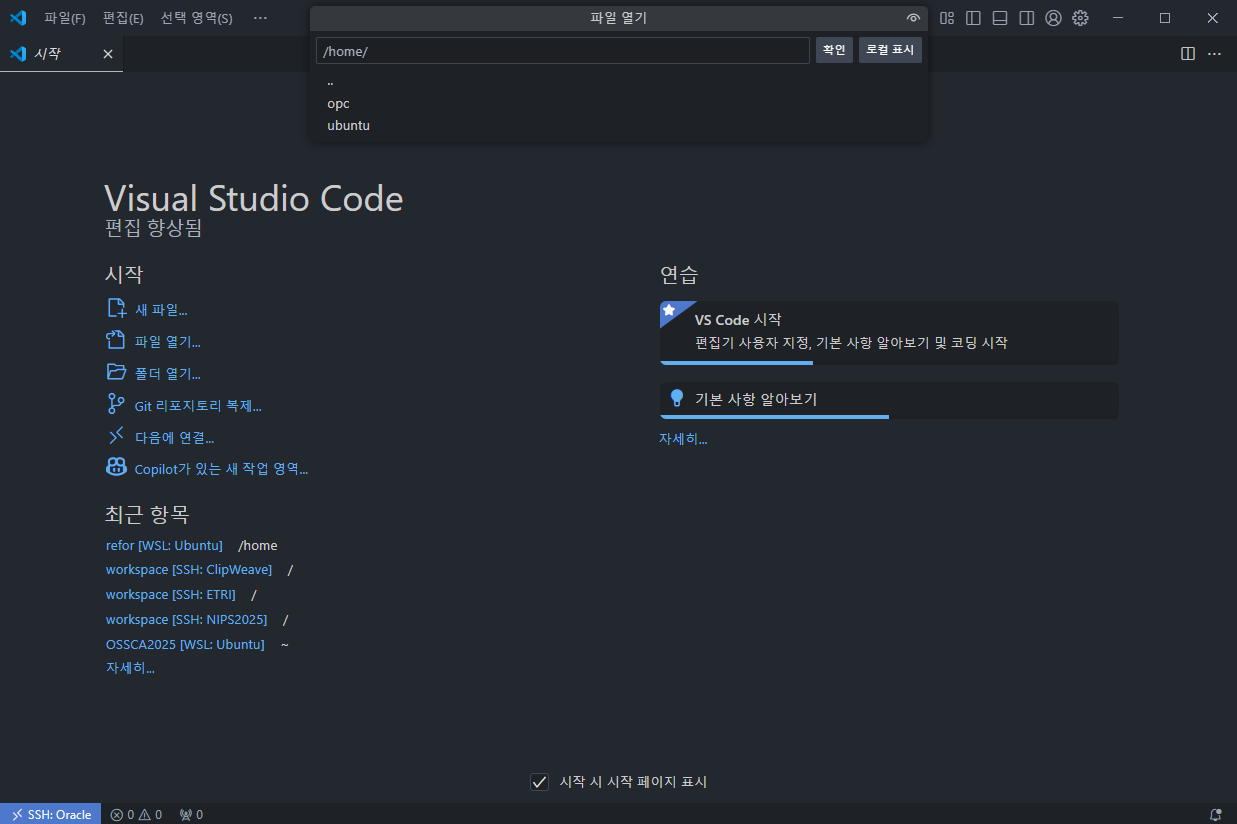 파일(F) 편집(E) 선택 영역(S) ···
파일 열기
시작
/home/
확인
로컬 표시
..
opc
ubuntu
Visual Studio Code
편집 향상됨
시작
새 파일...
파일 열기...
폴더 열기...
Git 리포지토리 복제...
다음에 연결...
Copilot가 있는 새 작업 영역...
최근 항목
refor [WSL: Ubuntu] /home
workspace [SSH: ClipWeave] /
workspace [SSH: ETRI] /
workspace [SSH: NIPS2025] /
OSSCA2025 [WSL: Ubuntu] ~
자세히...
연습
VS Code 시작
편집기 사용자 지정, 기본 사항 알아보기 및 코딩 시작
기본 사항 알아보기
자세히...
시작 시 시작 페이지 표시
SSH: Oracle 0 0 0